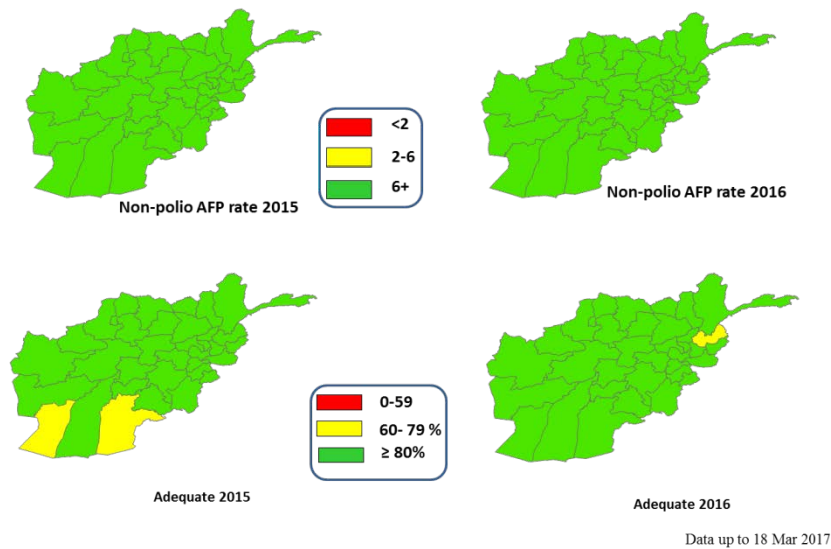 <2
2-6
6+
Non-polio AFP rate 2015
Non-polio AFP rate 2016
0-59
60- 79 %
≥ 80%
Adequate 2015
Adequate 2016
Data up to 18 Mar 2017